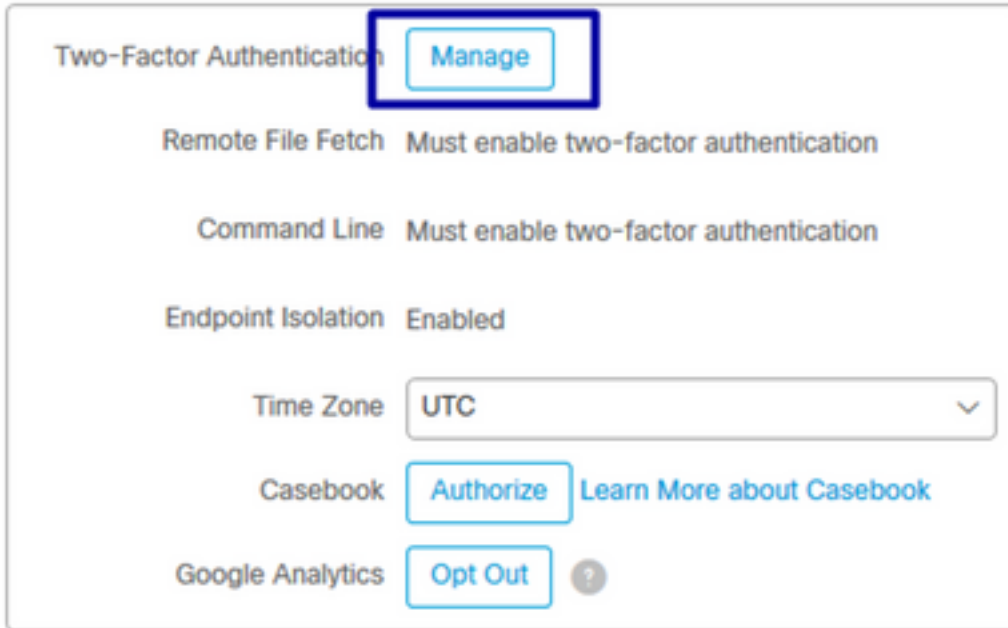 Two-Factor Authentication Manage
Remote File Fetch Must enable two-factor authentication
Command Line Must enable two-factor authentication
Endpoint Isolation Enabled
Time Zone UTC
Casebook Authorize Learn More about Casebook
Google Analytics Opt Out ?